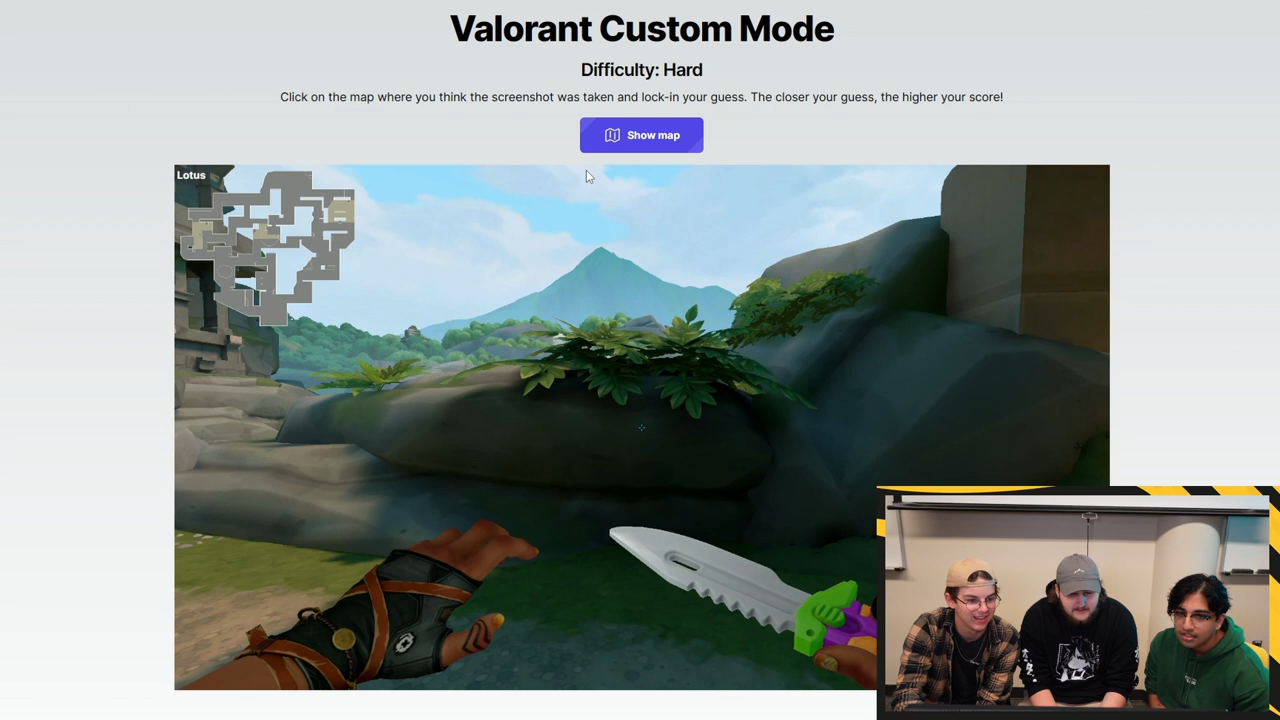 Valorant Custom Mode
Difficulty: Hard
Click on the map where you think the screenshot was taken and lock-in your guess. The closer your guess, the higher your score!
Show map
Lotus